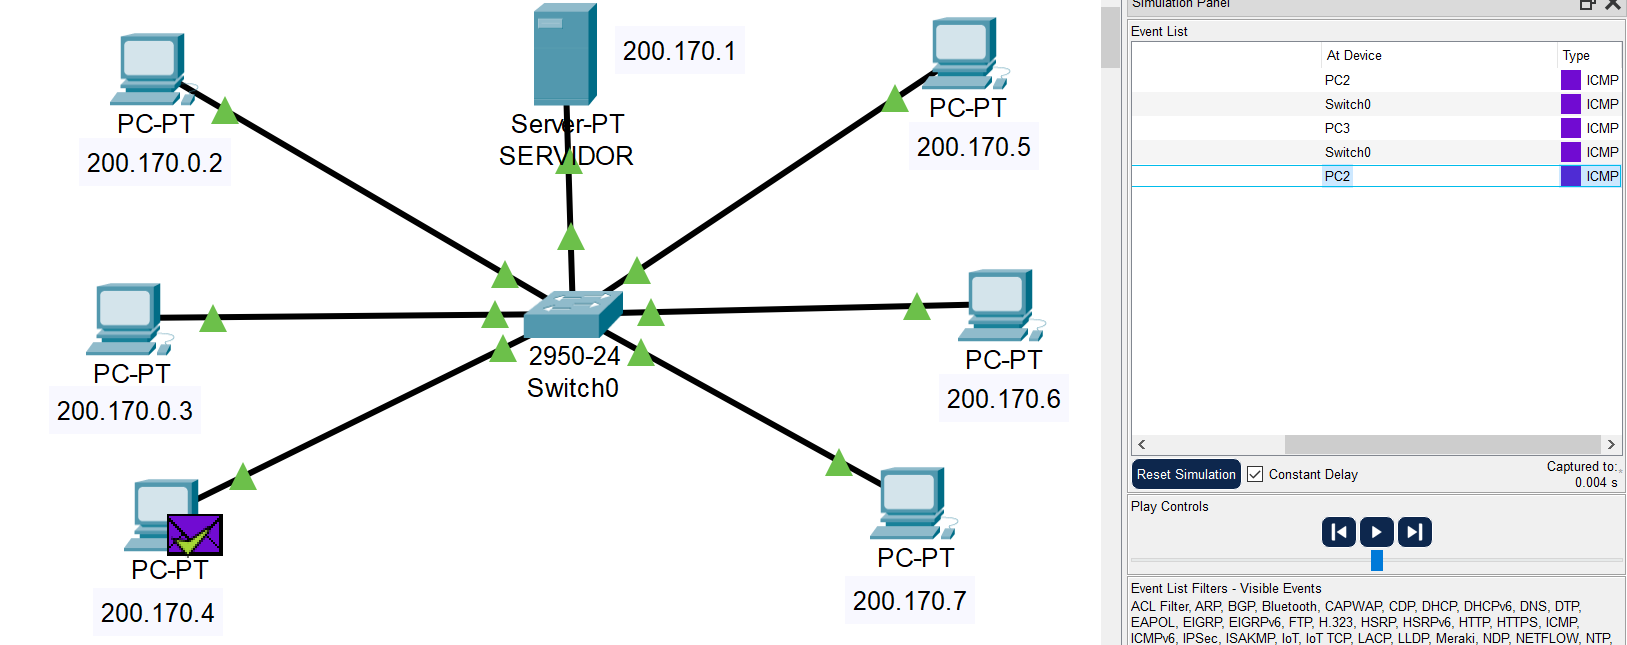 PC-PT
200.170.0.2
200.170.1
Server-PT
SERVIDOR
PC-PT
200.170.5
PC-PT
200.170.0.3
2950-24
Switch0
PC-PT
200.170.6
PC-PT
200.170.4
PC-PT
200.170.7
Simulation Panel
Event List
At Device Type
PC2 ICMP
Switch0 ICMP
PC3 ICMP
Switch0 ICMP
PC2 ICMP
Reset Simulation Constant Delay
Captured to:
0.004 s
Play Controls
Event List Filters - Visible Events
ACL Filter, ARP, BGP, Bluetooth, CAPWAP, CDP, DHCP, DHCPv6, DNS, DTP,
EAPOL, EIGRP, EIGRPv6, FTP, H.323, HSRP, HSRPv6, HTTP, HTTPS, ICMP,
ICMPv6, IPSec, ISAKMP, IoT, IoT TCP, LACP, LLDP, Meraki, NDP, NETFLOW, NTP,